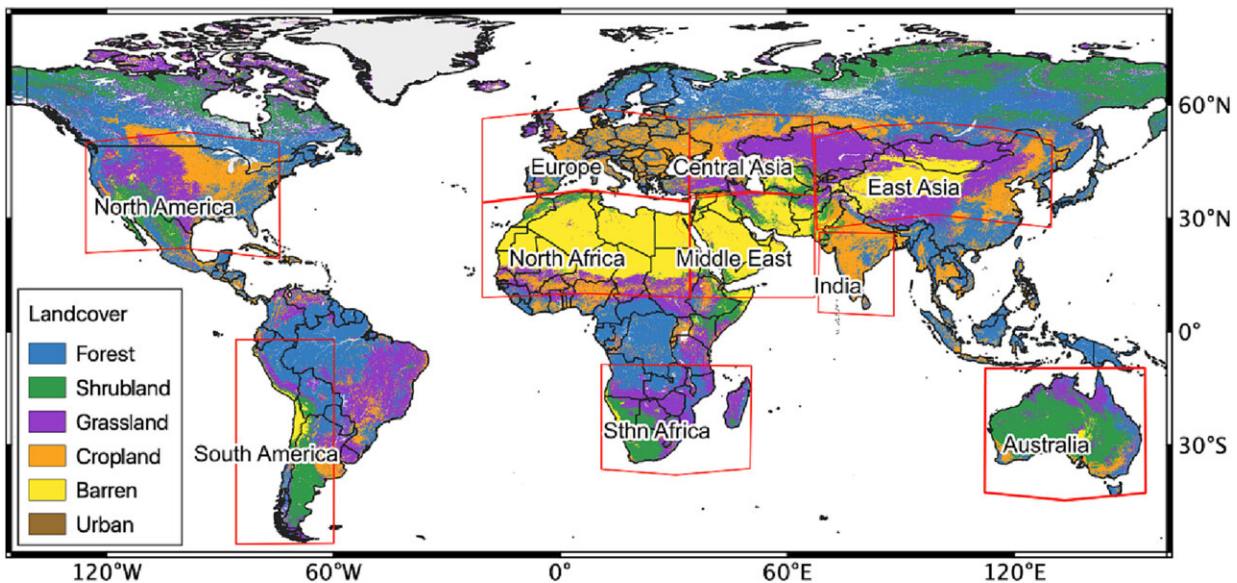 60°N
Europe
Central Asia
East Asia
North America
30°N
North Africa
Middle East
India
Landcover
Forest
Shrubland
Grassland
Cropland
Barren
Urban
0°
Sthn Africa
South America
Australia
30°S
120°W
60°W
0°
60°E
120°E